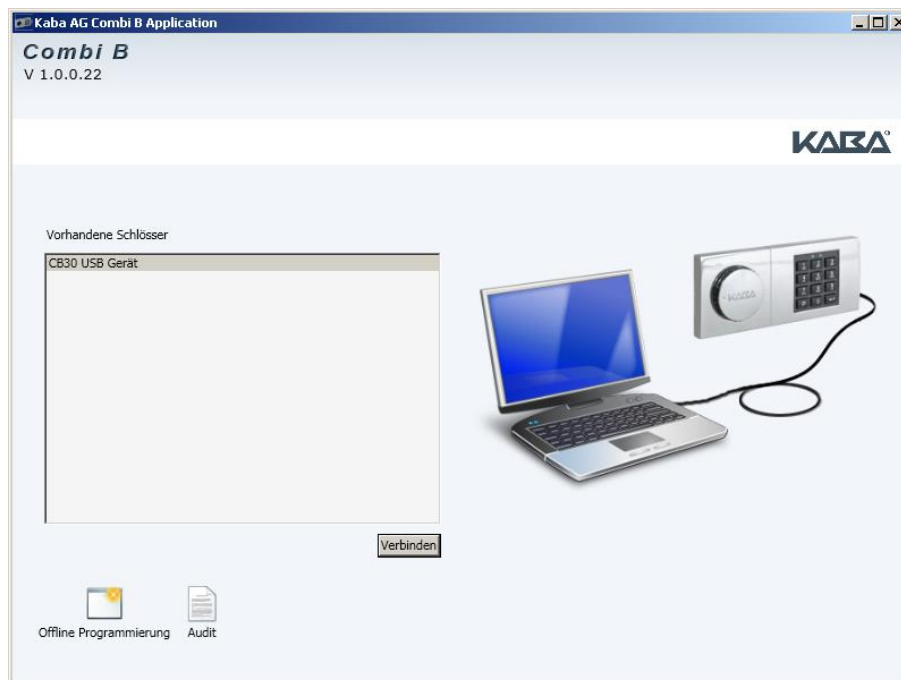 Kaba AG Combi B Application
Combi B
V 1.0.0.22
KABA
Vorhandene Schlösser
CB30 USB Gerät
KABA
Verbinden
Offline Programmierung
Audit